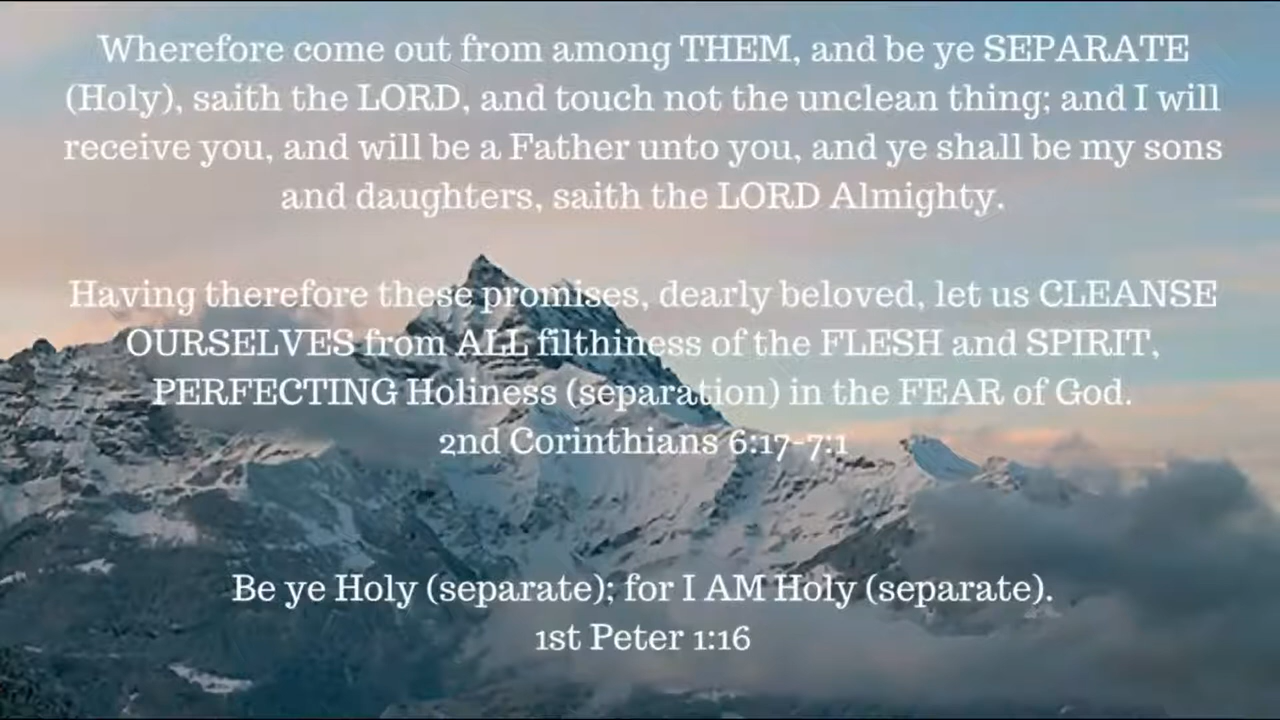 Wherefore come out from among THEM, and be ye SEPARATE
(Holy), saith the LORD, and touch not the unclean thing; and I will
receive you, and will be a Father unto you, and ye shall be my sons
and daughters, saith the LORD Almighty.
Having therefore these promises, dearly beloved, let us CLEANSE
OURSELVES from ALL filthiness of the FLESH and SPIRIT,
PERFECTING Holiness (separation) in the FEAR of God.
2nd Corinthians 6:17-7:1
Be ye Holy (separate); for I AM Holy (separate).
1st Peter 1:16